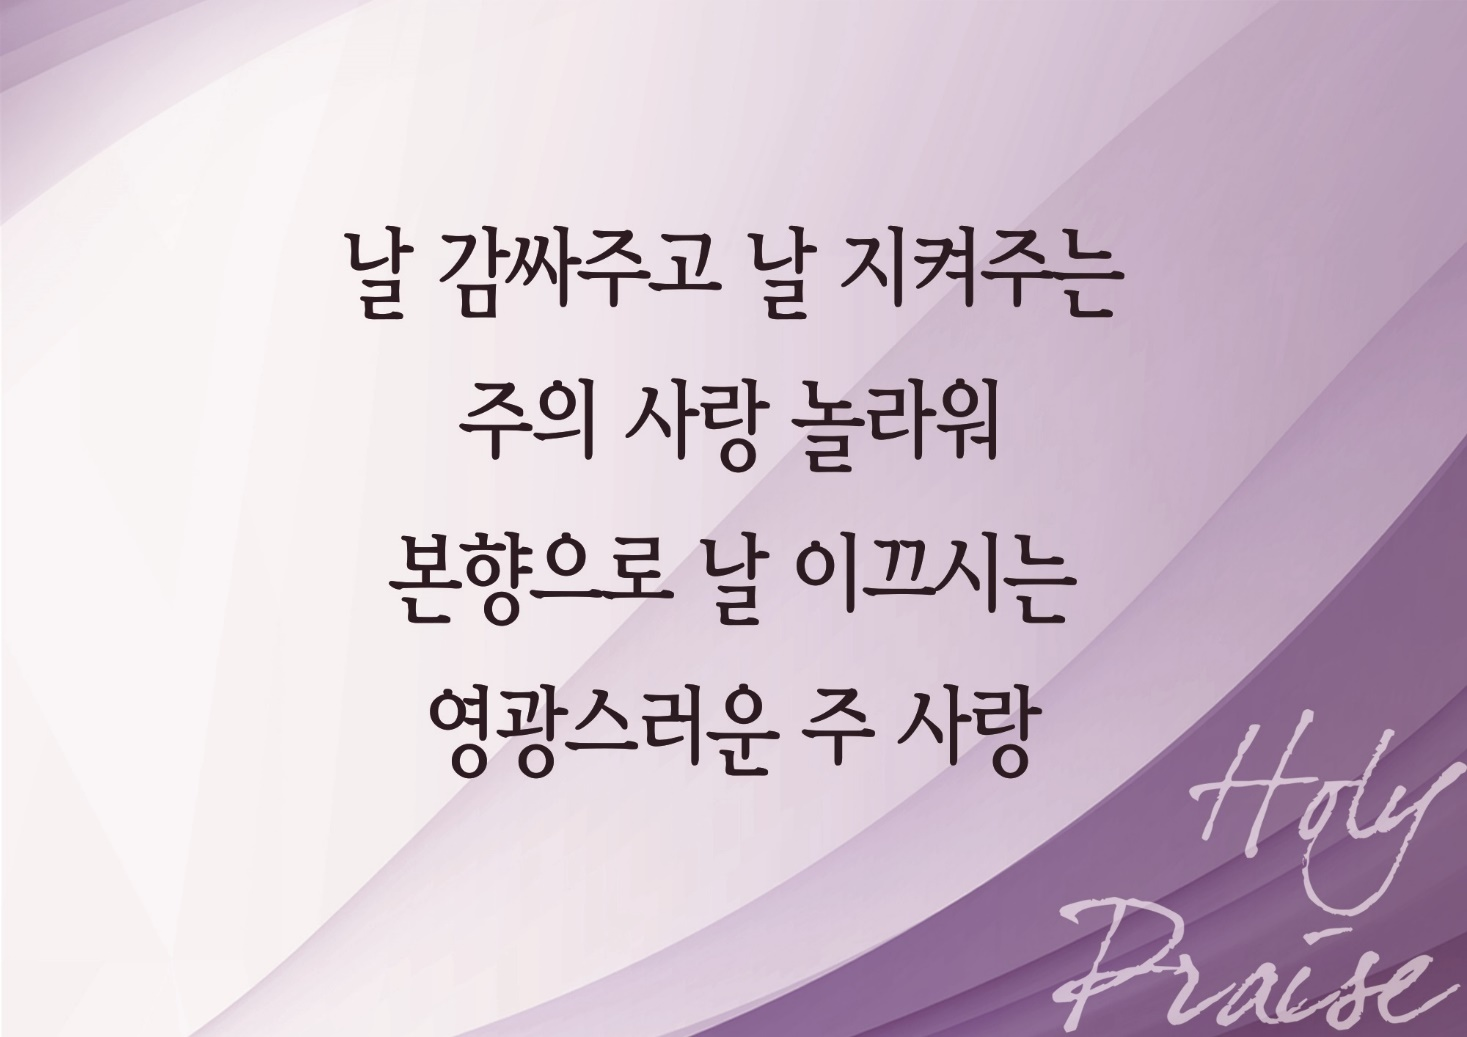 날 감싸주고 날 지켜주는
주의 사랑 놀라워
본향으로 날 이끄시는
영광스러운 주 사랑
Holy
Praise